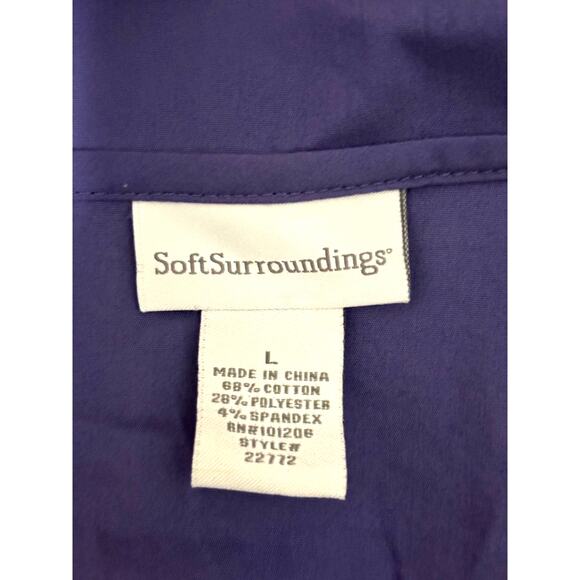 SoftSurroundings®
L
MADE IN CHINA
68% COTTON
28% POLYESTER
4% SPANDEX
RN#101206
STYLE#
22772